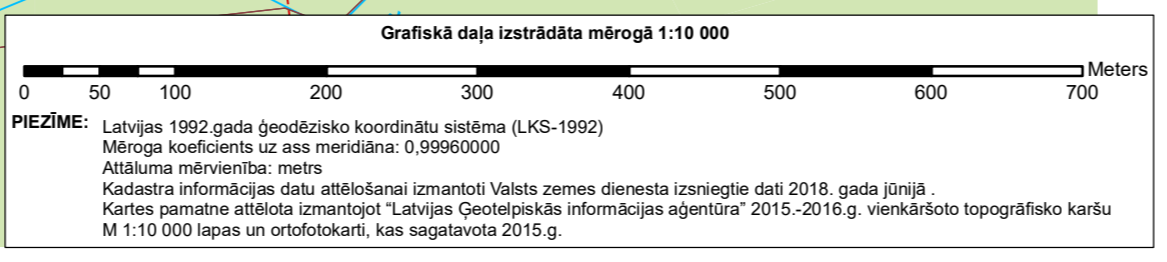 Grafiskā daļa izstrādāta mērogā 1:10 000
Meters
0 50 100 200 300 400 500 600 700
PIEZĪME: Latvijas 1992.gada ģeodēzisko koordinātu sistēma (LKS-1992)
Mēroga koeficients uz ass meridiāna: 0,99960000
Attāluma mērvienība: metrs
Kadastra informācijas datu attēlošanai izmantoti Valsts zemes dienesta izsniegtie dati 2018. gada jūnijā .
Kartes pamatne attēlota izmantojot “Latvijas Ģeotelpiskās informācijas aģentūra” 2015.-2016.g. vienkāršoto topogrāfisko karšu
M 1:10 000 lapas un ortofotokarti, kas sagatavota 2015.g.